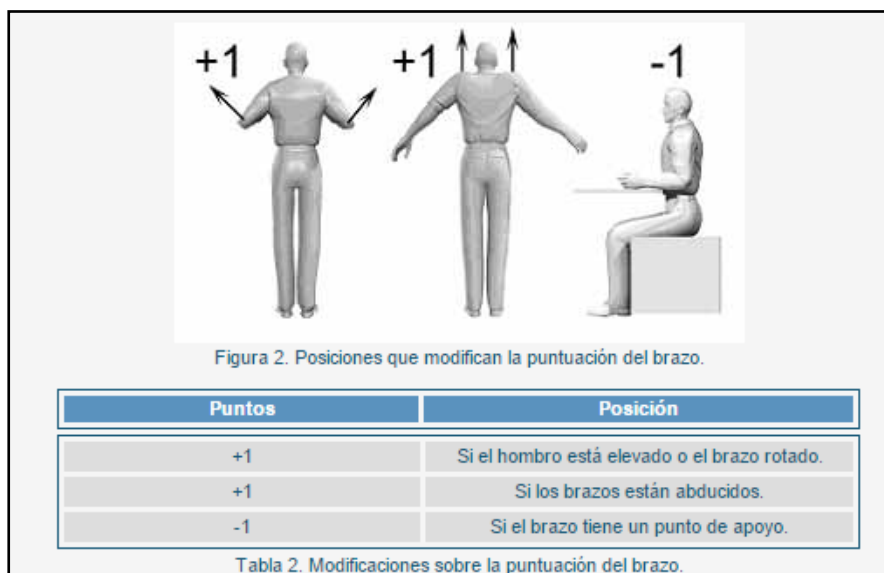 +1 +1 -1
Figura 2. Posiciones que modifican la puntuación del brazo.
Puntos Posición
+1 Si el hombro está elevado o el brazo rotado.
+1 Si los brazos están abducidos.
-1 Si el brazo tiene un punto de apoyo.
Tabla 2. Modificaciones sobre la puntuación del brazo.